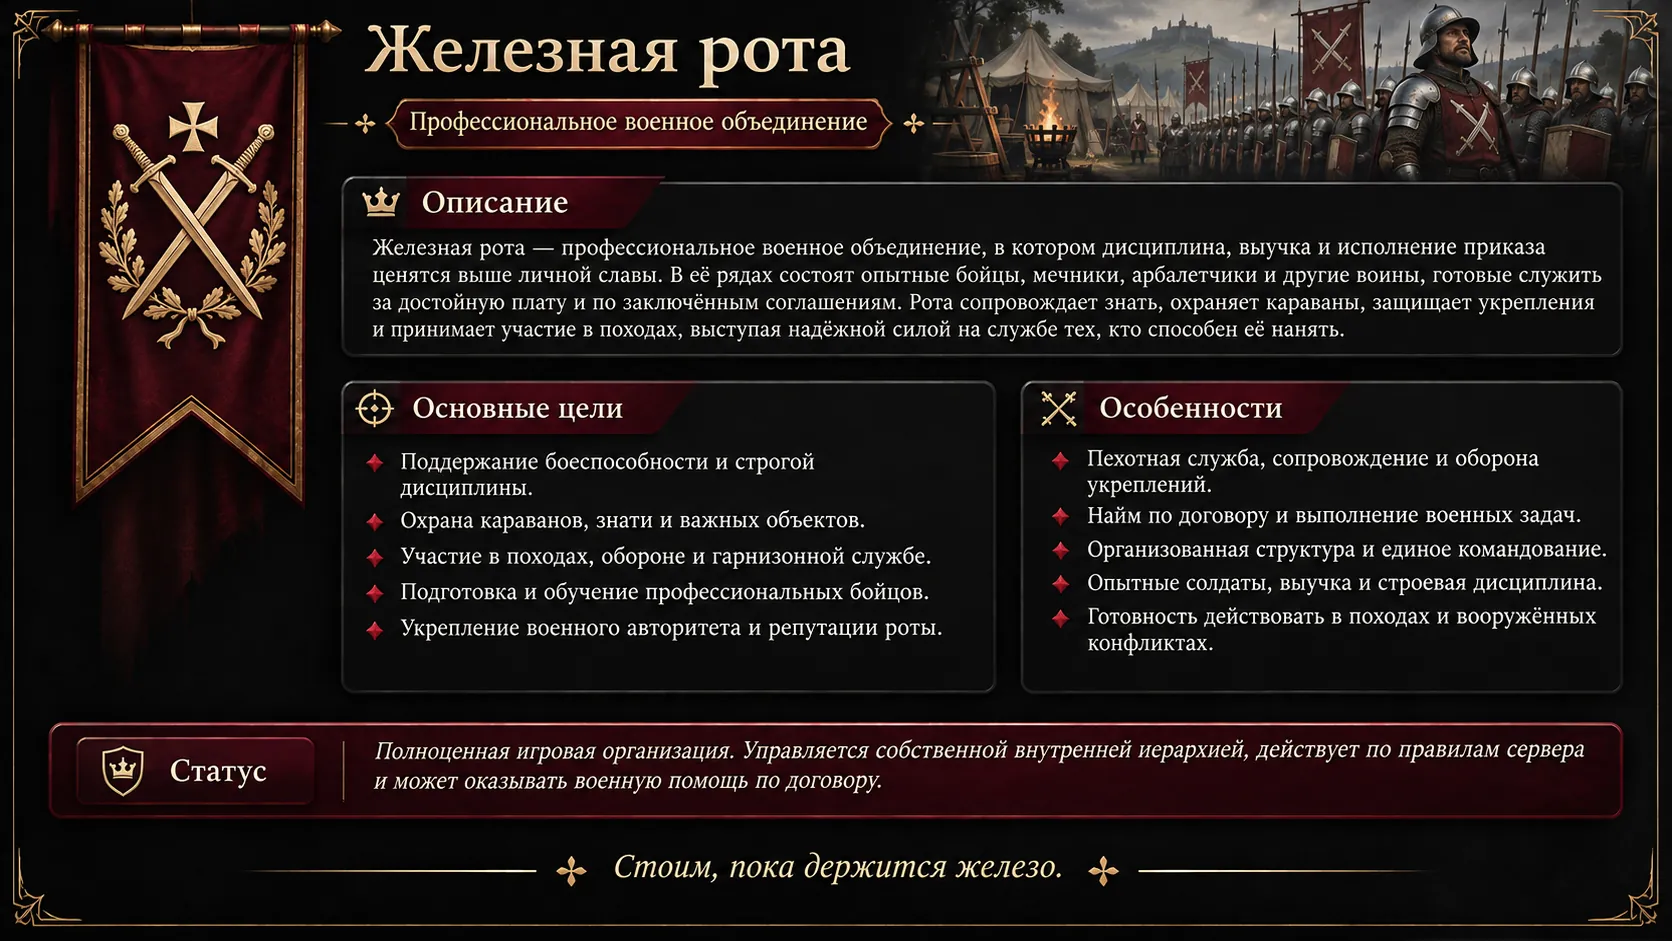 Железная рота
Профессиональное военное объединение
Описание
Железная рота — профессиональное военное объединение, в котором дисциплина, выучка и исполнение приказа
ценятся выше личной славы. В её рядах состоят опытные бойцы, мечники, арбалетчики и другие воины, готовые служить
за достойную плату и по заключённым соглашениям. Рота сопровождает знать, охраняет караваны, защищает укрепления
и принимает участие в походах, выступая надёжной силой на службе тех, кто способен её нанять.
Основные цели
Поддержание боеспособности и строгой
дисциплины.
Охрана караванов, знати и важных объектов.
Участие в походах, обороне и гарнизонной службе.
Подготовка и обучение профессиональных бойцов.
Укрепление военного авторитета и репутации роты.
Особенности
Пехотная служба, сопровождение и оборона
укреплений.
Найм по договору и выполнение военных задач.
Организованная структура и единое командование.
Опытные солдаты, выучка и строевая дисциплина.
Готовность действовать в походах и вооружённых
конфликтах.
Статус
Полноценная игровая организация. Управляется собственной внутренней иерархией, действует по правилам сервера
и может оказывать военную помощь по договору.
Стоим, пока держится железо.